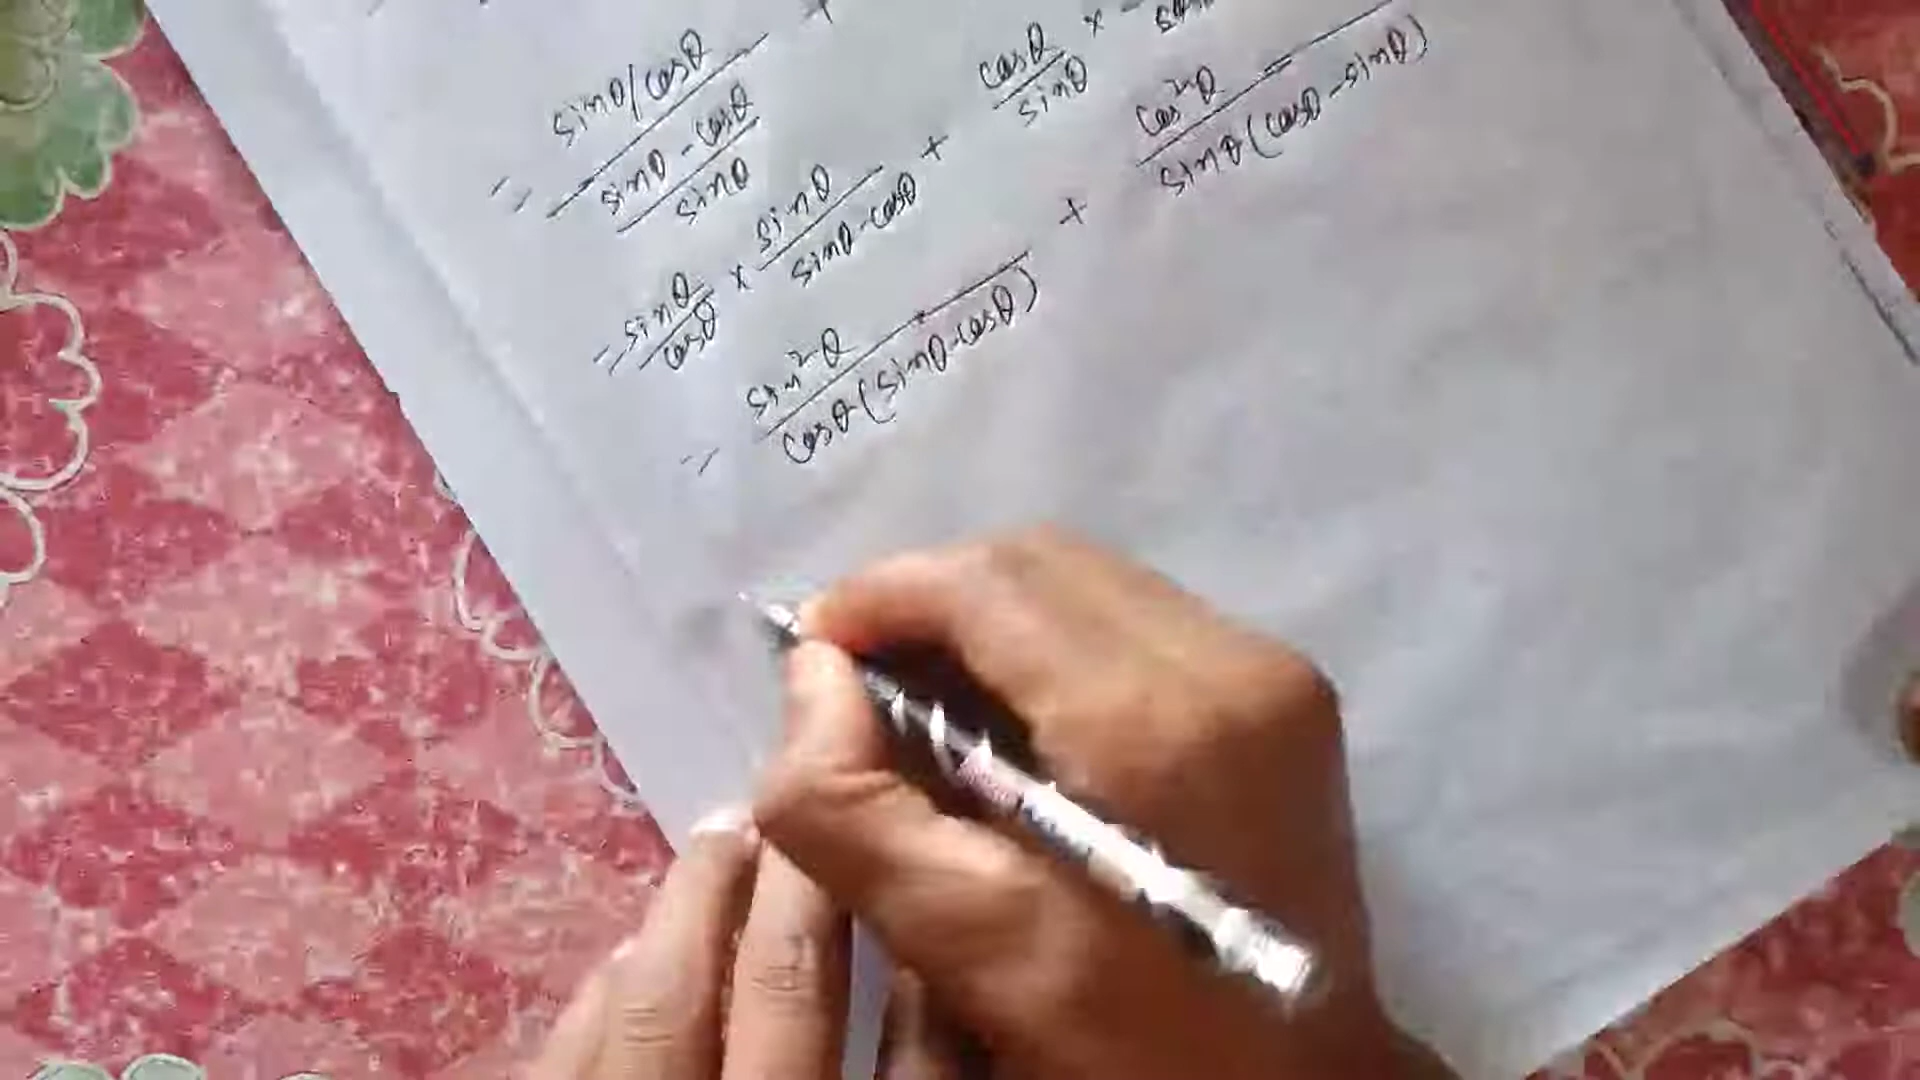 = sinθ/cosθ / (sinθ - cosθ / sinθ) +
= sinθ/cosθ × sinθ/(sinθ-cosθ) + cosθ/sinθ ×
= sin²θ/(cosθ(sinθ-cosθ)) + cos²θ/(sinθ(cosθ-sinθ))